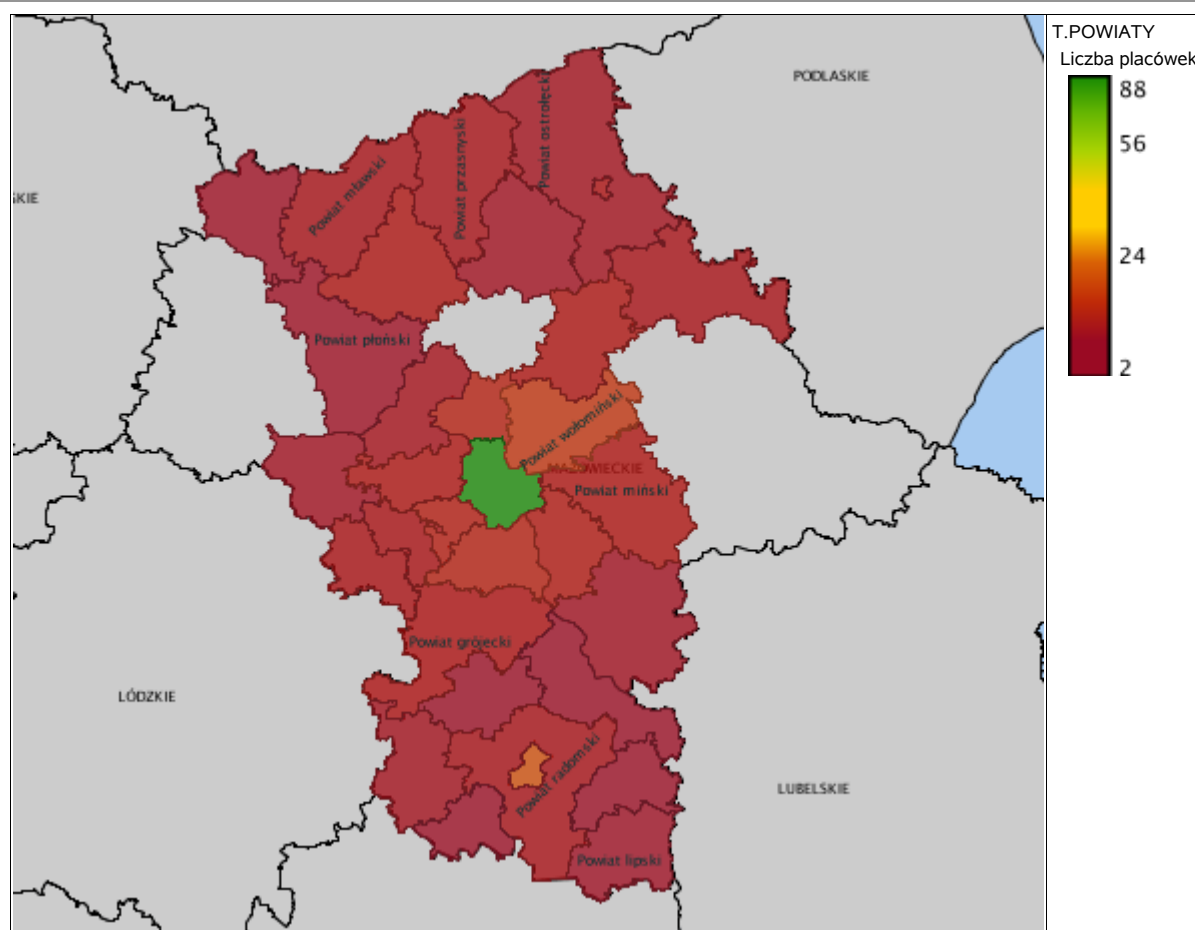 T.POWIATY
Liczba placówek
88
56
24
2
PODLASKIE
SKIE
Powiat mławski
Powiat przasnyski
Powiat ostrołęcki
Powiat płoński
Powiat wołomiński
MAZOWIECKIE
Powiat miński
Powiat grójecki
ŁÓDZKIE
Powiat radomski
LUBELSKIE
Powiat lipski